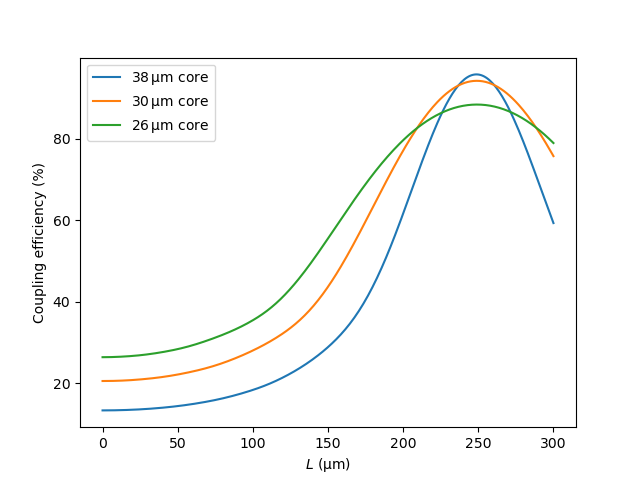 38 μm core
30 μm core
26 μm core
Coupling efficiency (%)
80
60
40
20
0 50 100 150 200 250 300
L (μm)